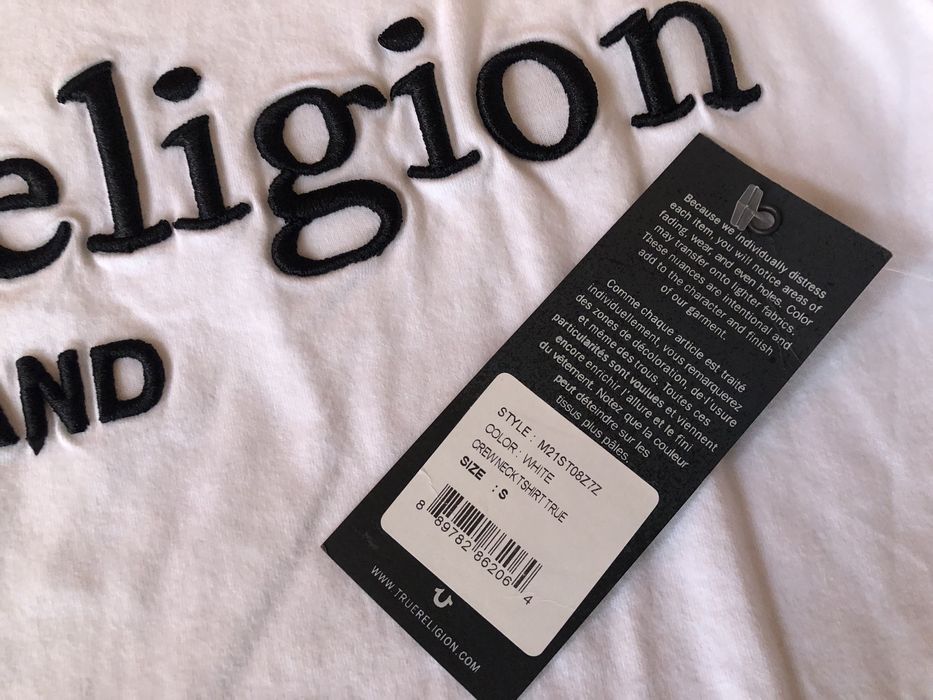 eligion
AND
Because we individually distress
each item, you will notice areas of
fading, wear, and even holes. Color
may transfer onto lighter fabrics.
These nuances are intentional, and
add to the character and finish
of our garment.
Comme chaque article est traité
individuellement, vous remarquerez
des zones de décoloration, de l'usure
et même des trous. Toutes ces
particularités sont voulues et viennent
encore enrichir l'allure et le fini
du vêtement. Notez que la couleur
peut déteindre sur les
tissus plus pâles.
STYLE : M21ST08Z7Z
COLOR : WHITE
CREW NECK TSHIRT TRUE
SIZE : S
8 89782 86206 4
WWW.TRUERELIGION.COM